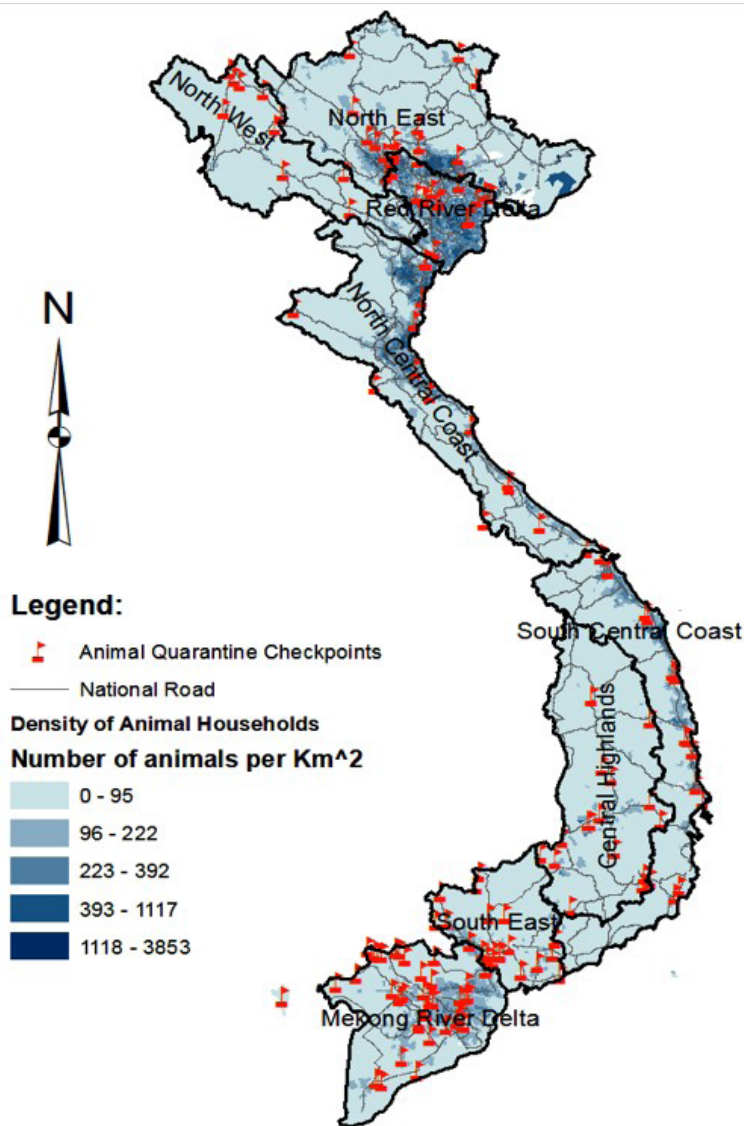 North West
North East
Red River Delta
N
North Central Coast
Legend:
Animal Quarantine Checkpoints
National Road
Density of Animal Households
Number of animals per Km^2
0 - 95
96 - 222
223 - 392
393 - 1117
1118 - 3853
South Central Coast
Central Highlands
South East
Mekong River Delta